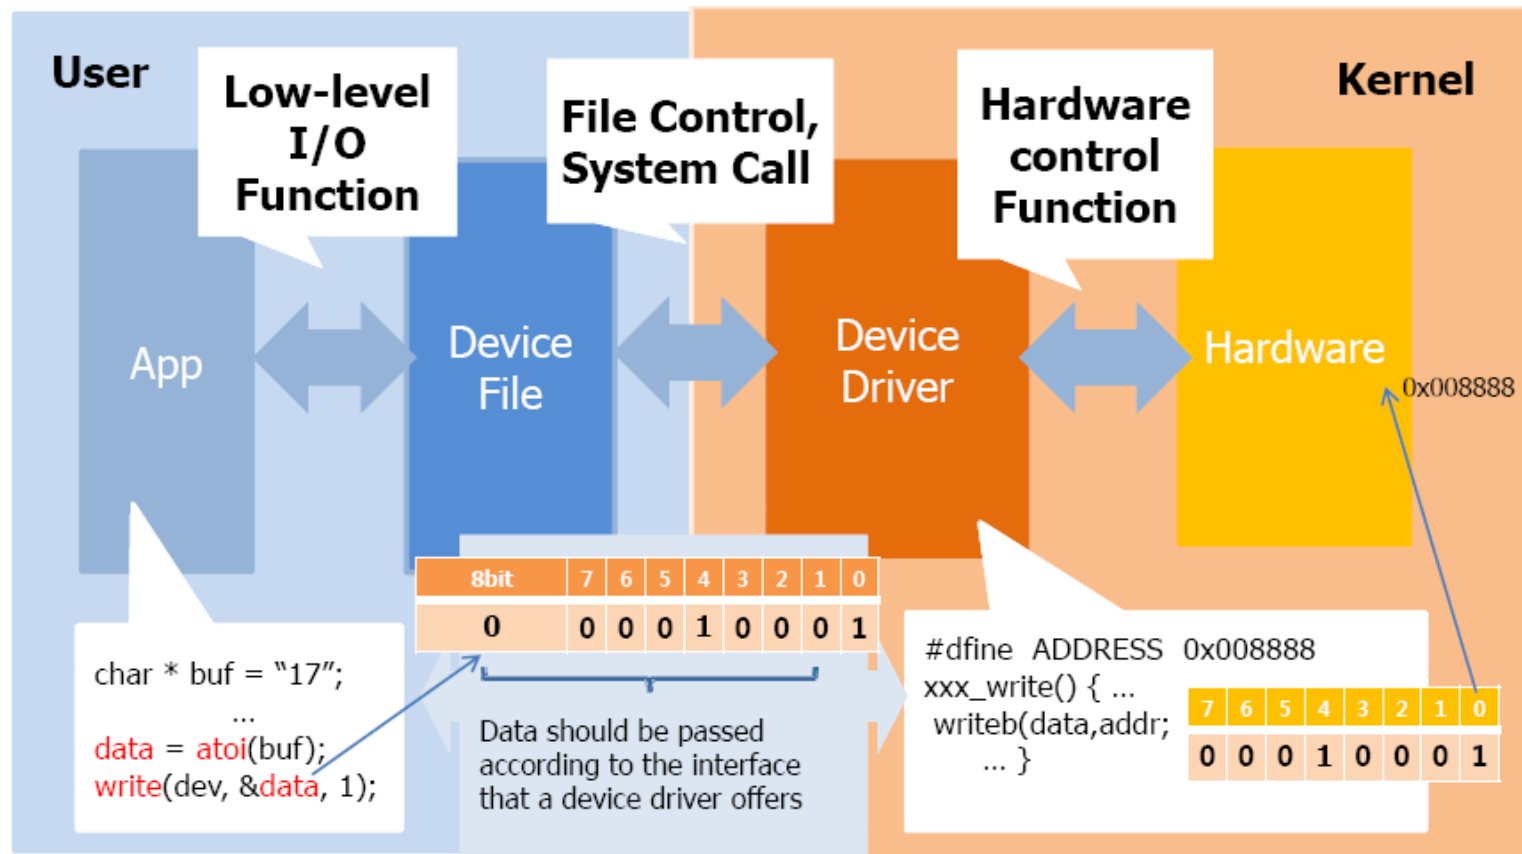 User
Kernel
Low-level
I/O
Function
File Control,
System Call
Hardware
control
Function
App
Device
File
Device
Driver
Hardware
0x008888
8bit 7 6 5 4 3 2 1 0
0 0 0 0 1 0 0 0 1
char * buf = “17”;
...
data = atoi(buf);
write(dev, &data, 1);
Data should be passed
according to the interface
that a device driver offers
#dfine ADDRESS 0x008888
xxx_write() { ...
writeb(data,addr;
... }
7 6 5 4 3 2 1 0
0 0 0 1 0 0 0 1